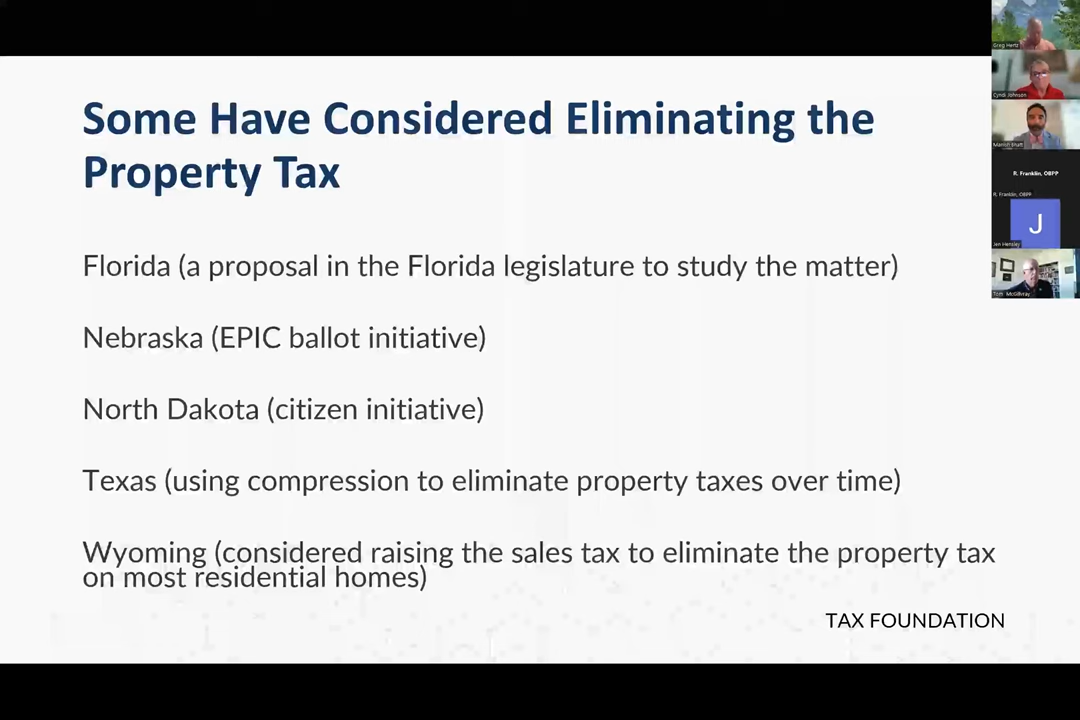 Some Have Considered Eliminating the
Property Tax
Florida (a proposal in the Florida legislature to study the matter)
Nebraska (EPIC ballot initiative)
North Dakota (citizen initiative)
Texas (using compression to eliminate property taxes over time)
Wyoming (considered raising the sales tax to eliminate the property tax
on most residential homes)
TAX FOUNDATION
Greg Hertz
Cyndi Johnson
Manish Bhatt
R. Franklin, OBPP
R. Franklin, OBPP
J
Jen Hensley
Tom McGillvray